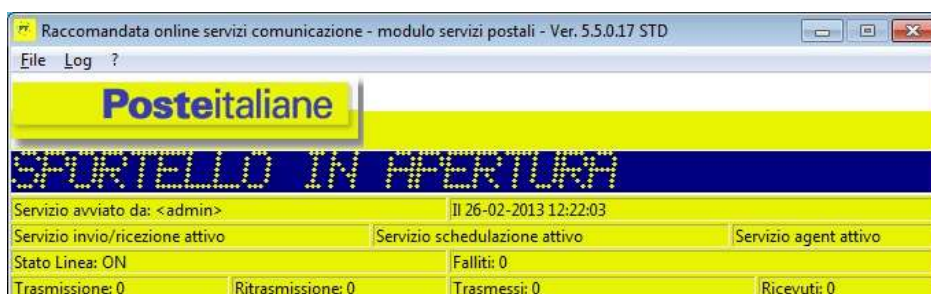 Raccomandata online servizi comunicazione - modulo servizi postali - Ver. 5.5.0.17 STD
File Log ?
Posteitaliane
SPORTELLO IN APERTURA
Servizio avviato da: <admin> Il 26-02-2013 12:22:03
Servizio invio/ricezione attivo Servizio schedulazione attivo Servizio agent attivo
Stato Linea: ON Falliti: 0
Trasmissione: 0 Ritrasmissione: 0 Trasmessi: 0 Ricevuti: 0